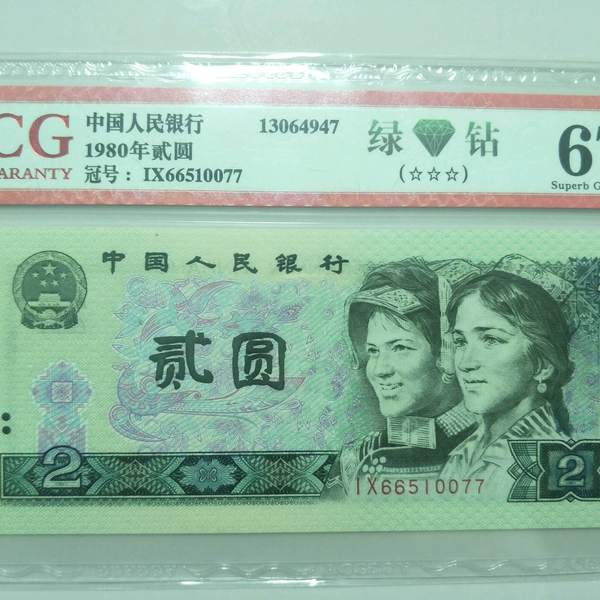 CG
ARANTY
中国人民银行 13064947
1980年贰圆
冠号：IX66510077
绿 钻
(☆☆☆)
67
Superb G
中国人民银行
贰圆
IX66510077
2
2